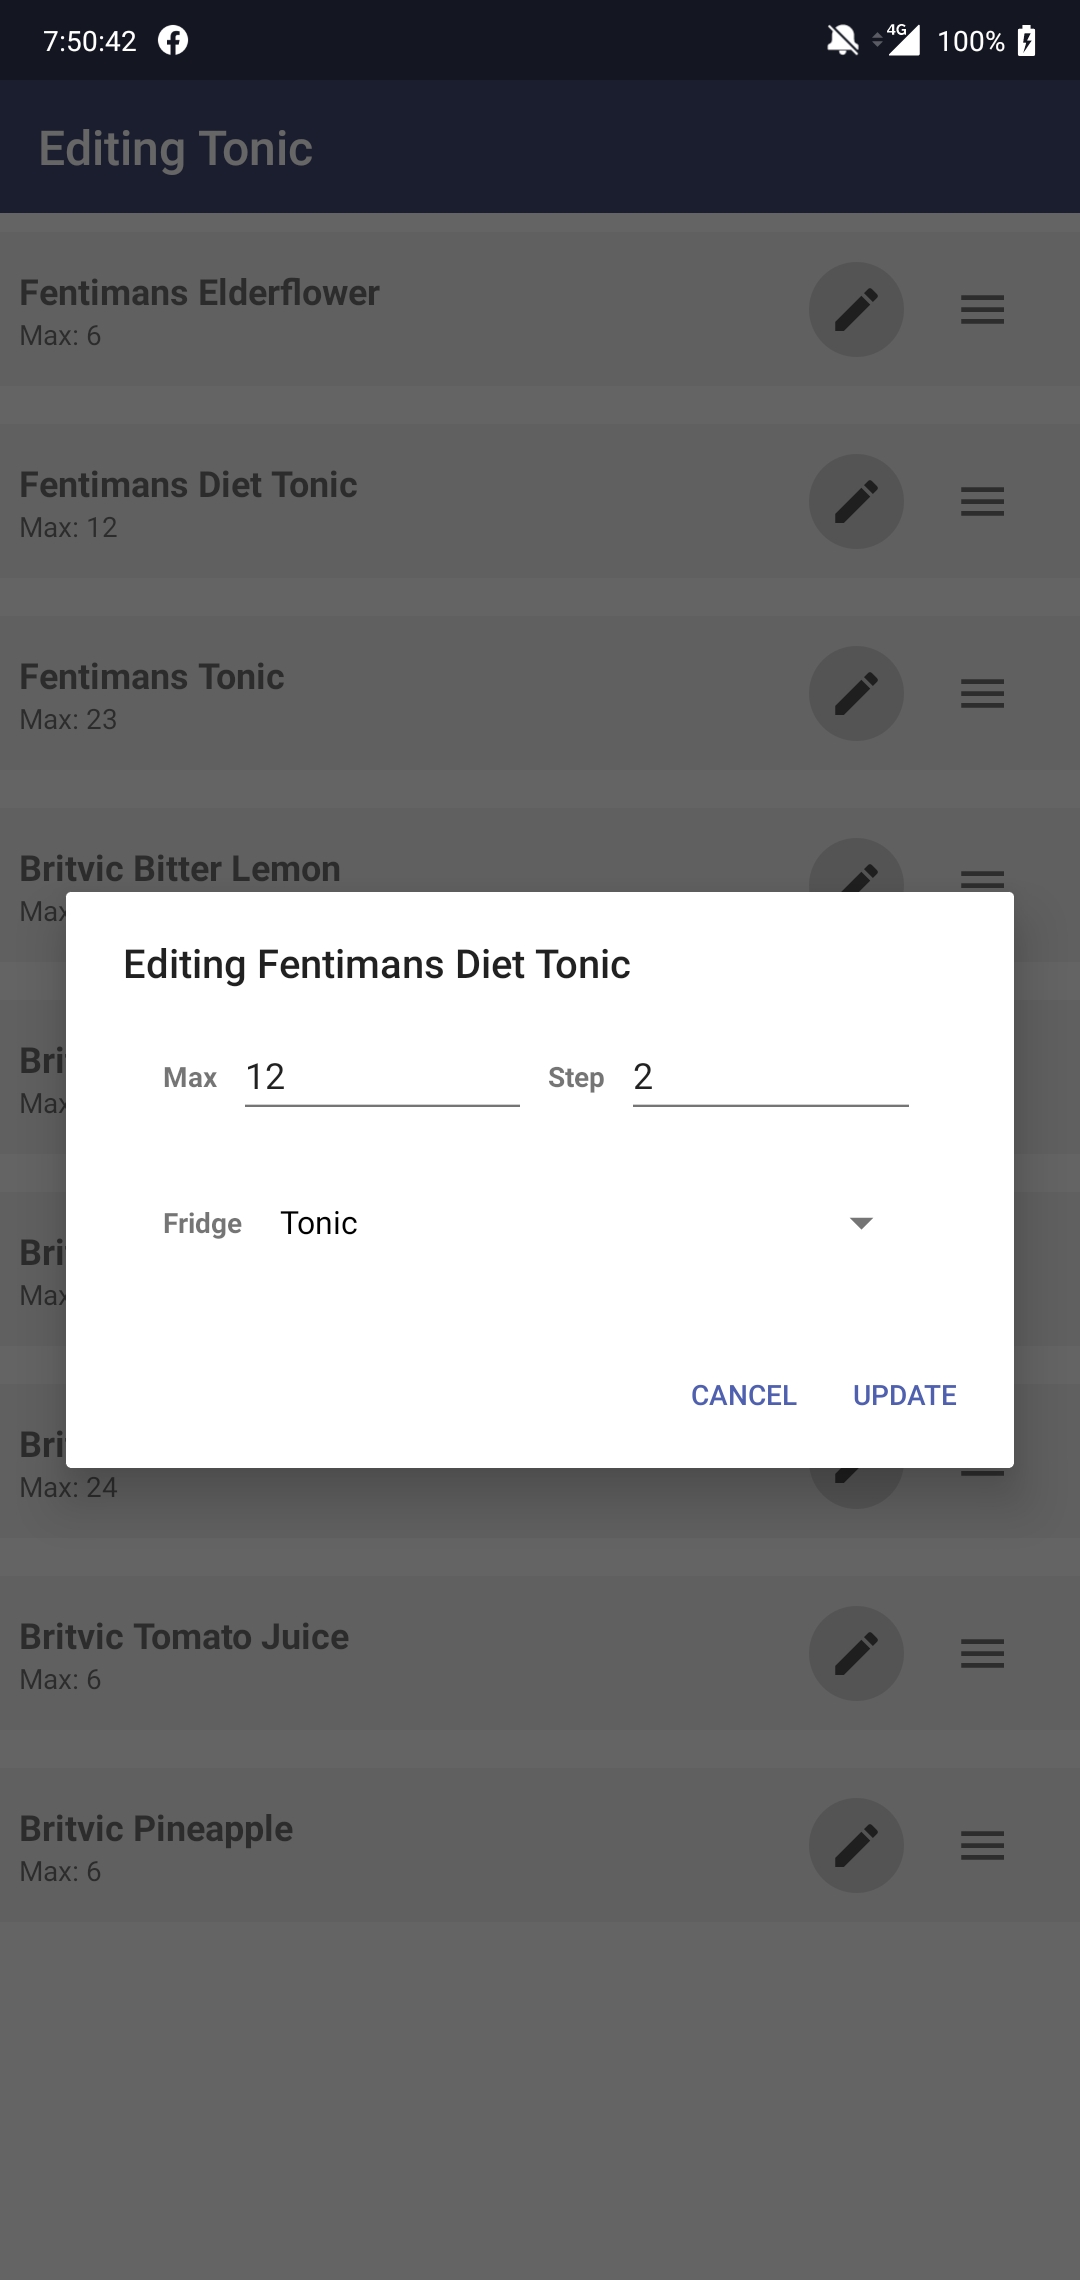 7:50:42 4G 100%
Editing Tonic
Fentimans Elderflower
Max: 6
Fentimans Diet Tonic
Max: 12
Fentimans Tonic
Max: 23
Britvic Bitter Lemon
Max
Editing Fentimans Diet Tonic
Max 12 Step 2
Bri
Max
Fridge Tonic
Bri
Max
CANCEL UPDATE
Bri
Max: 24
Britvic Tomato Juice
Max: 6
Britvic Pineapple
Max: 6